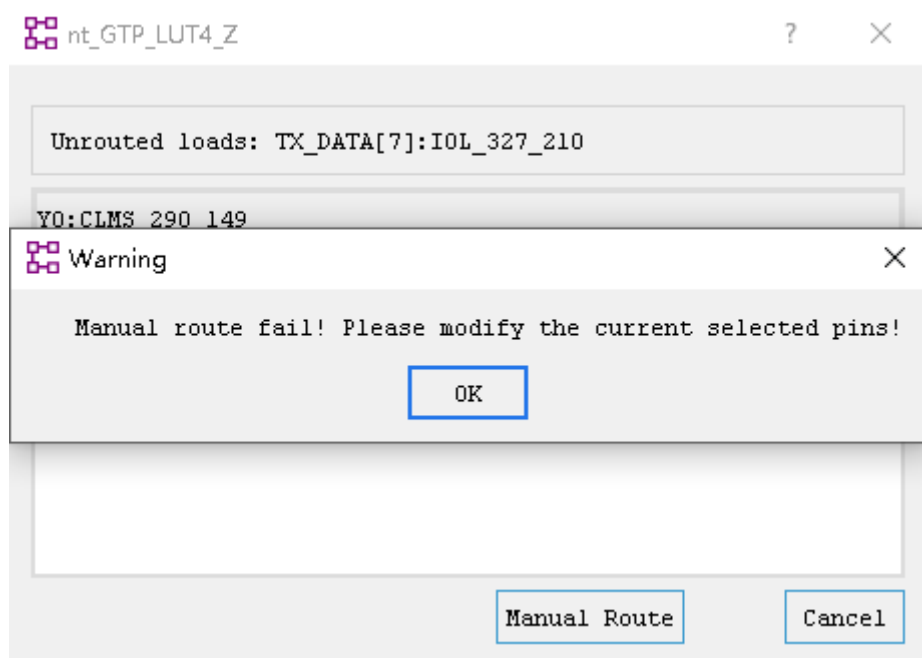 nt_GTP_LUT4_Z
?
Unrouted loads: TX_DATA[7]:IOL_327_210
Y0:CLMS_290_149
Warning
Manual route fail! Please modify the current selected pins!
OK
Manual Route
Cancel